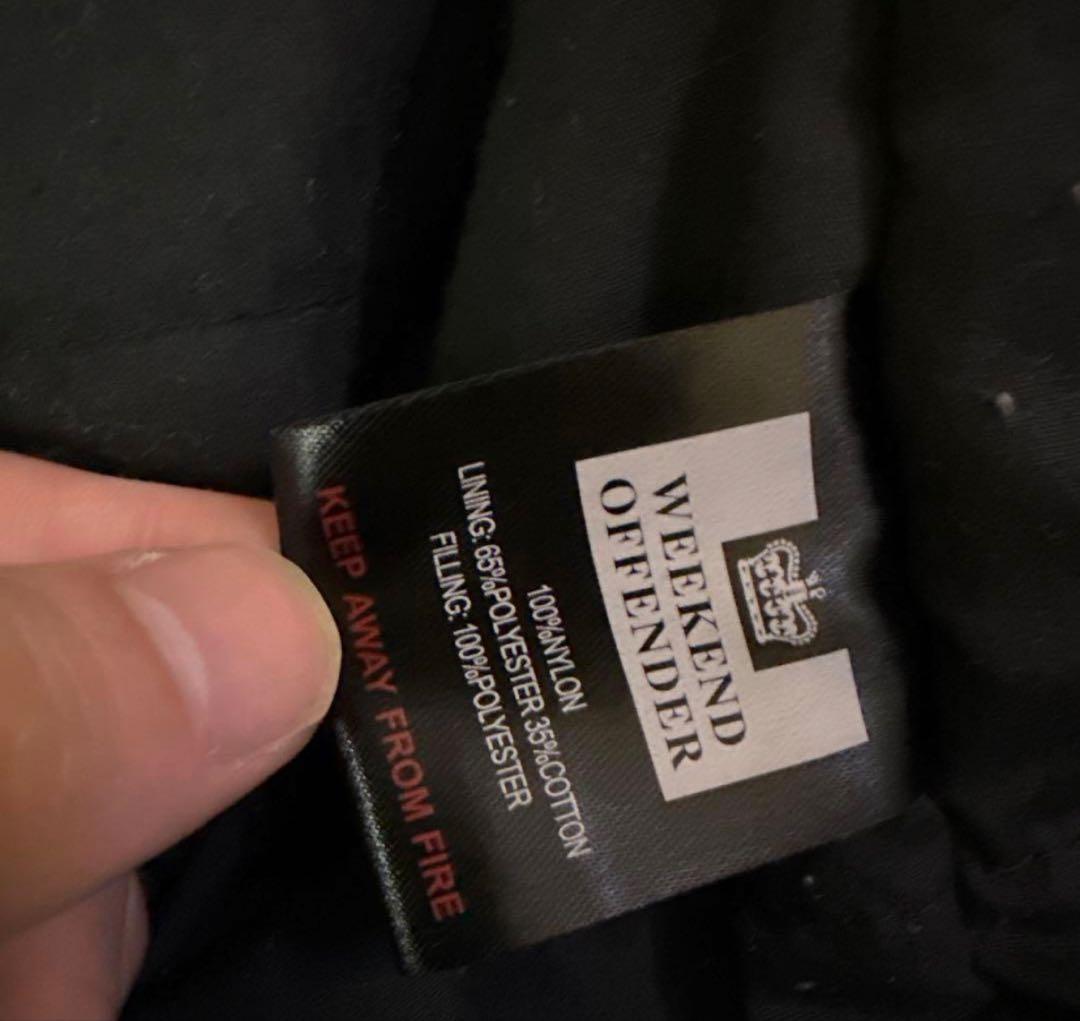 WEEKEND
OFFENDER
100%NYLON
LINING: 65%POLYESTER 35%COTTON
FILLING: 100%POLYESTER
KEEP AWAY FROM FIRE